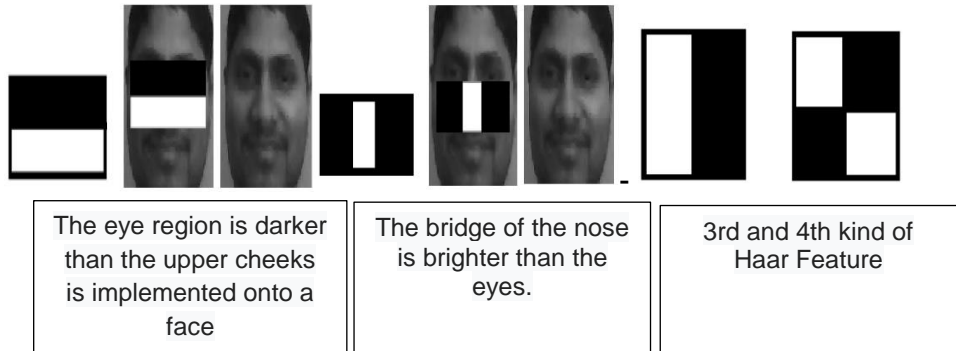 The eye region is darker
than the upper cheeks
is implemented onto a
face
The bridge of the nose
is brighter than the
eyes.
3rd and 4th kind of
Haar Feature